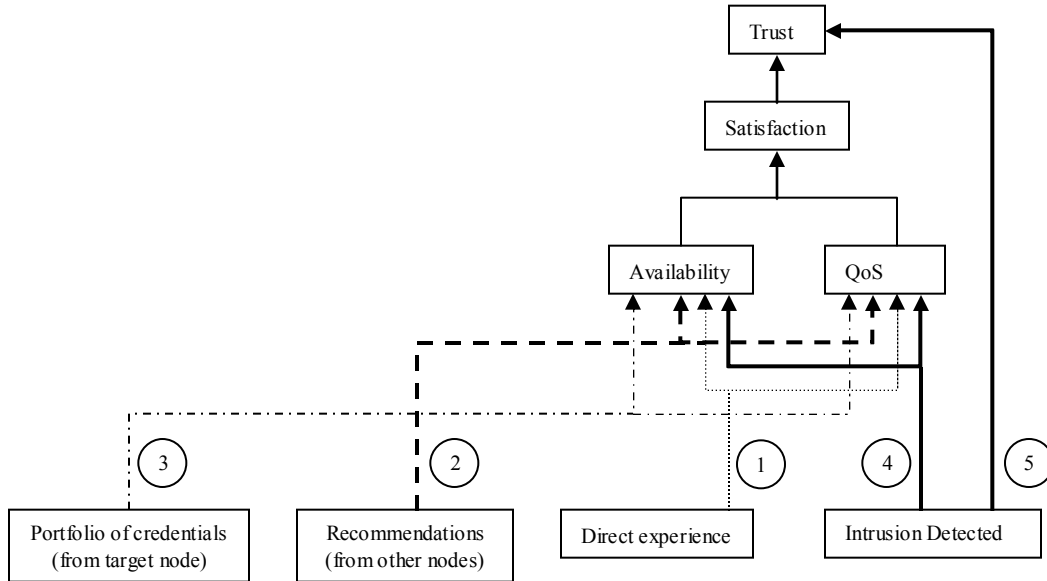 Trust
Satisfaction
Availability
QoS
3
2
1
4
5
Portfolio of credentials
(from target node)
Recommendations
(from other nodes)
Direct experience
Intrusion Detected